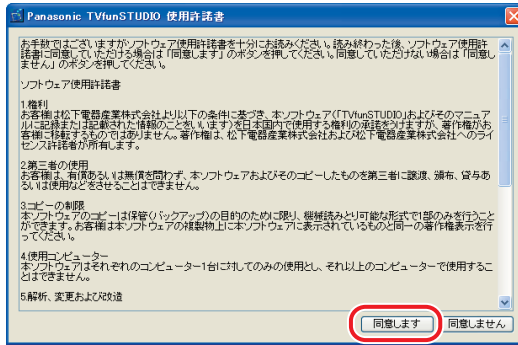 Panasonic TVfunSTUDIO 使用許諾書
お手数ではございますがソフトウェア使用許諾書を十分にお読みください。読み終わった後、ソフトウェア使用許
諾書に同意していただける場合は「同意します」のボタンを押してください。同意していただけない場合は「同意し
ません」のボタンを押してください。
ソフトウェア使用許諾書
1.権利
お客様は松下電器産業株式会社より以下の条件に基づき、本ソフトウェア(「TVfunSTUDIO」およびそのマニュア
ルに記録または記載された情報のことをいいます)を日本国内で使用する権利の承諾をうけますが、著作権がお
客様に移転するものではありません。著作権は、松下電器産業株式会社および松下電器産業株式会社へのライ
センス許諾者が所有します。
2.第三者の使用
お客様は、有償あるいは無償を問わず、本ソフトウェアおよびそのコピーしたものを第三者に譲渡、頒布、貸与あ
るいは使用などをさせることはできません。
3.コピーの制限
本ソフトウェアのコピーは保管(バックアップ)の目的のためだけに限り、機械読みとり可能な形式で1部のみを行うこと
ができます。お客様は本ソフトウェアの複製物上に本ソフトウェアに表示されているものと同一の著作権表示を行
ってください。
4.使用コンピューター
本ソフトウェアはそれぞれのコンピューター1台に対してのみの使用とし、それ以上のコンピューターで使用するこ
とはできません。
5.解析、変更および改造
同意します
同意しません